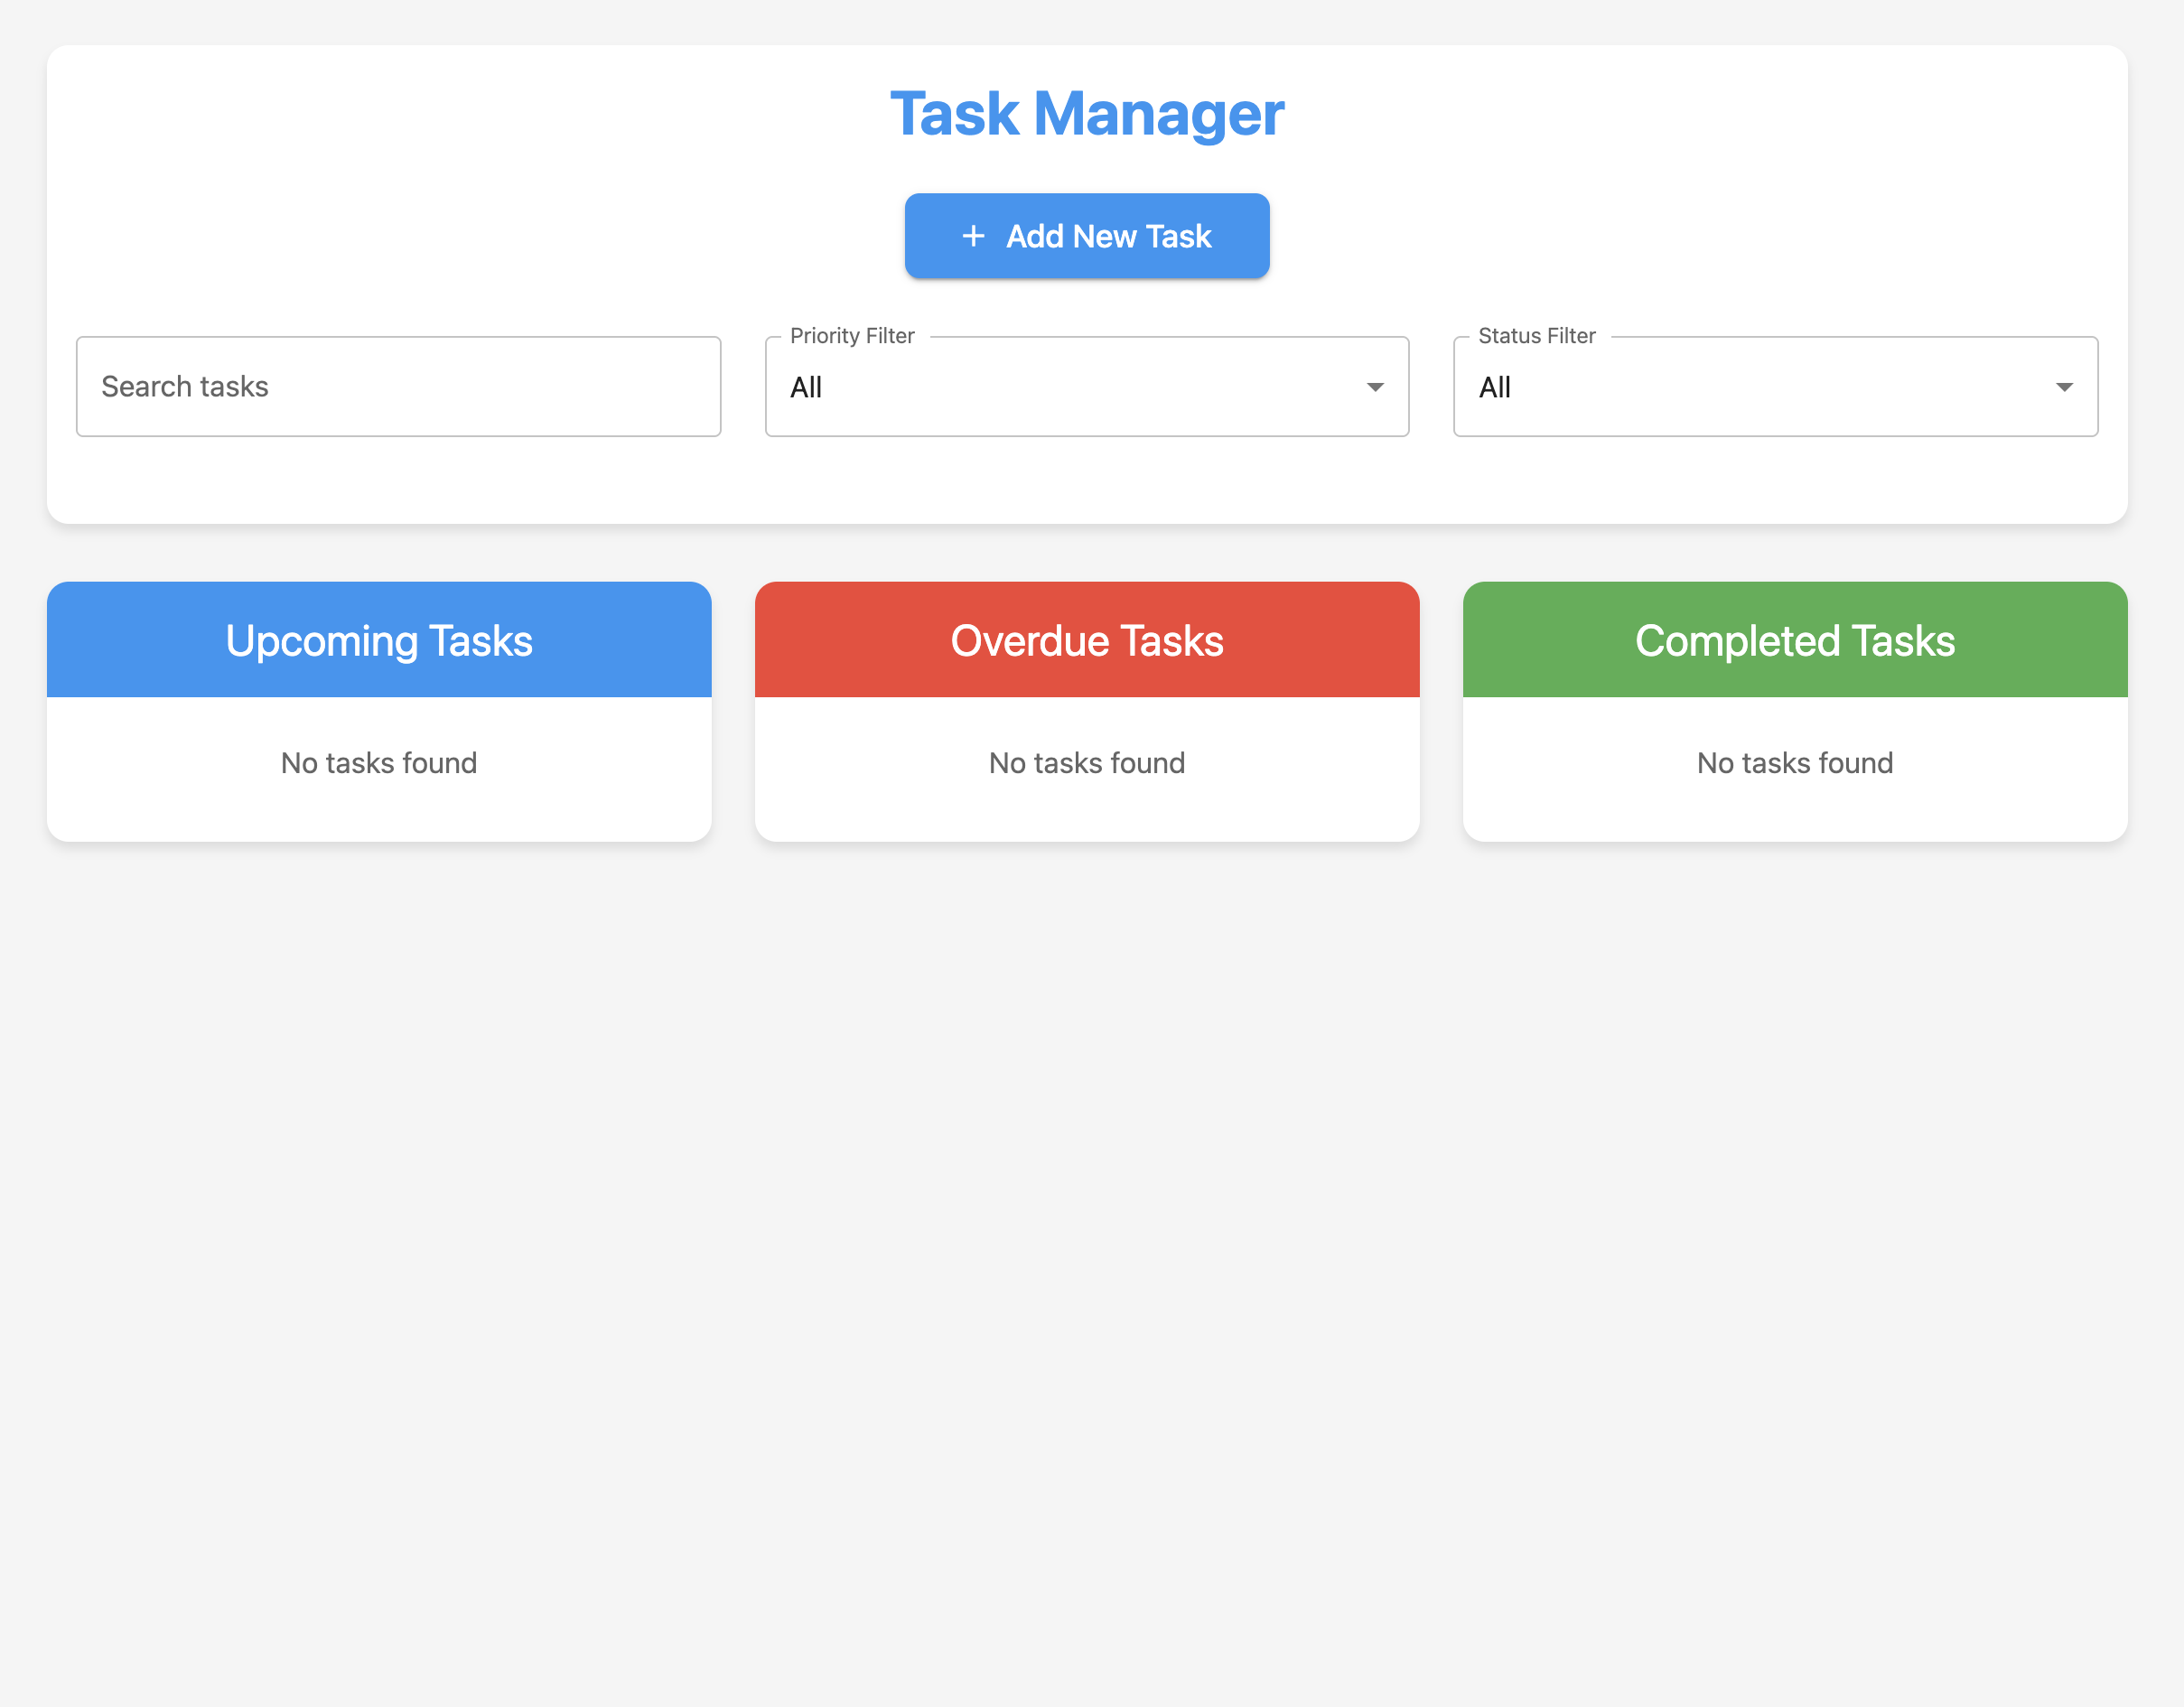 Task Manager
+ Add New Task
Search tasks
Priority Filter
All
Status Filter
All
Upcoming Tasks
No tasks found
Overdue Tasks
No tasks found
Completed Tasks
No tasks found